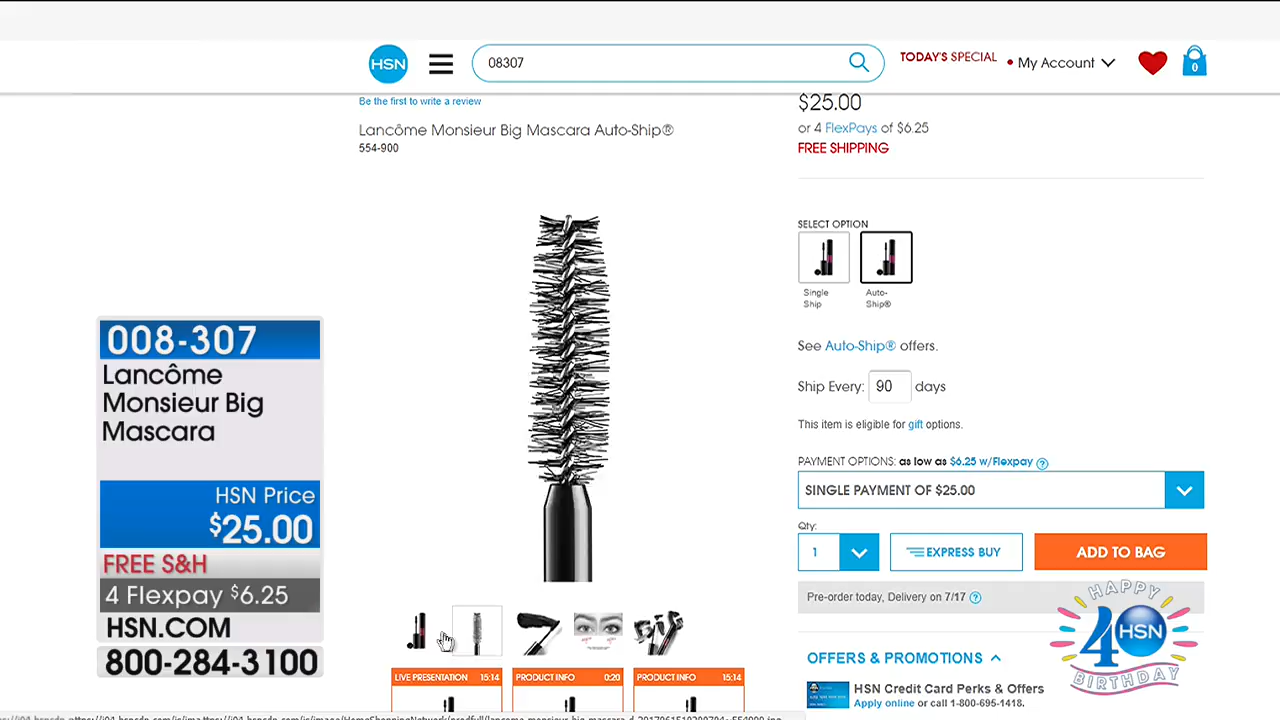 HSN
08307
TODAY'S SPECIAL
My Account
0
Be the first to write a review
$25.00
Lancôme Monsieur Big Mascara Auto-Ship®
or 4 FlexPays of $6.25
554-900
FREE SHIPPING
SELECT OPTION
Single
Ship
Auto-
Ship®
See Auto-Ship® offers.
Ship Every: 90 days
This item is eligible for gift options.
PAYMENT OPTIONS: as low as $6.25 w/Flexpay ?
SINGLE PAYMENT OF $25.00
Qty:
1
EXPRESS BUY
ADD TO BAG
Pre-order today, Delivery on 7/17 ?
OFFERS & PROMOTIONS
HSN Credit Card Perks & Offers
Apply online or call 1-800-695-1418.
LIVE PRESENTATION 15:14
PRODUCT INFO 0:20
PRODUCT INFO 15:14
008-307
Lancôme
Monsieur Big
Mascara
HSN Price
$25.00
FREE S&H
4 Flexpay $6.25
HSN.COM
800-284-3100
HAPPY
40 HSN
BIRTHDAY